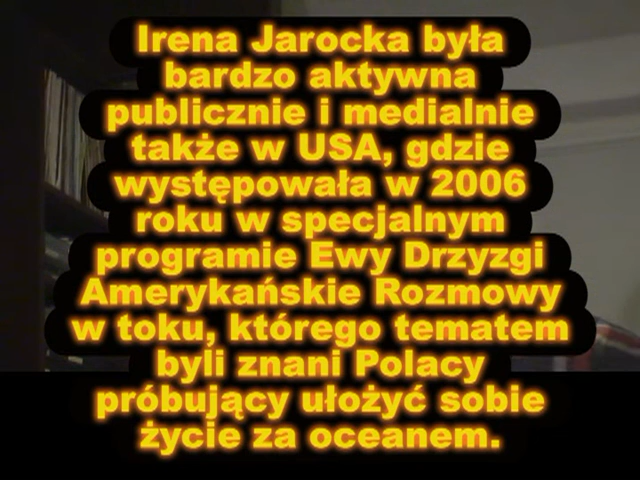 Irena Jarocka była
bardzo aktywna
publicznie i medialnie
także w USA, gdzie
występowała w 2006
roku w specjalnym
programie Ewy Drzyzgi
Amerykańskie Rozmowy
w toku, którego tematem
byli znani Polacy
próbujący ułożyć sobie
życie za oceanem.